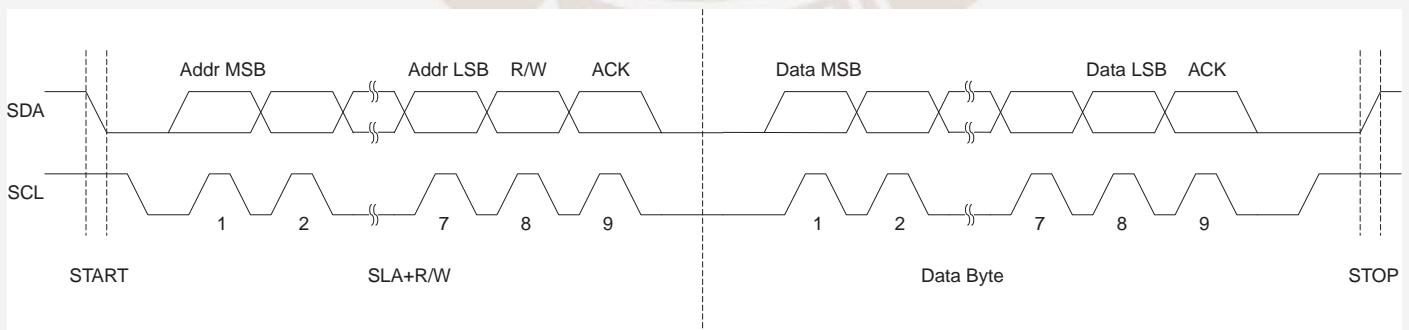 Addr MSB Addr LSB R/W ACK Data MSB Data LSB ACK
SDA
SCL
1 2 7 8 9 1 2 7 8 9
START SLA+R/W Data Byte STOP